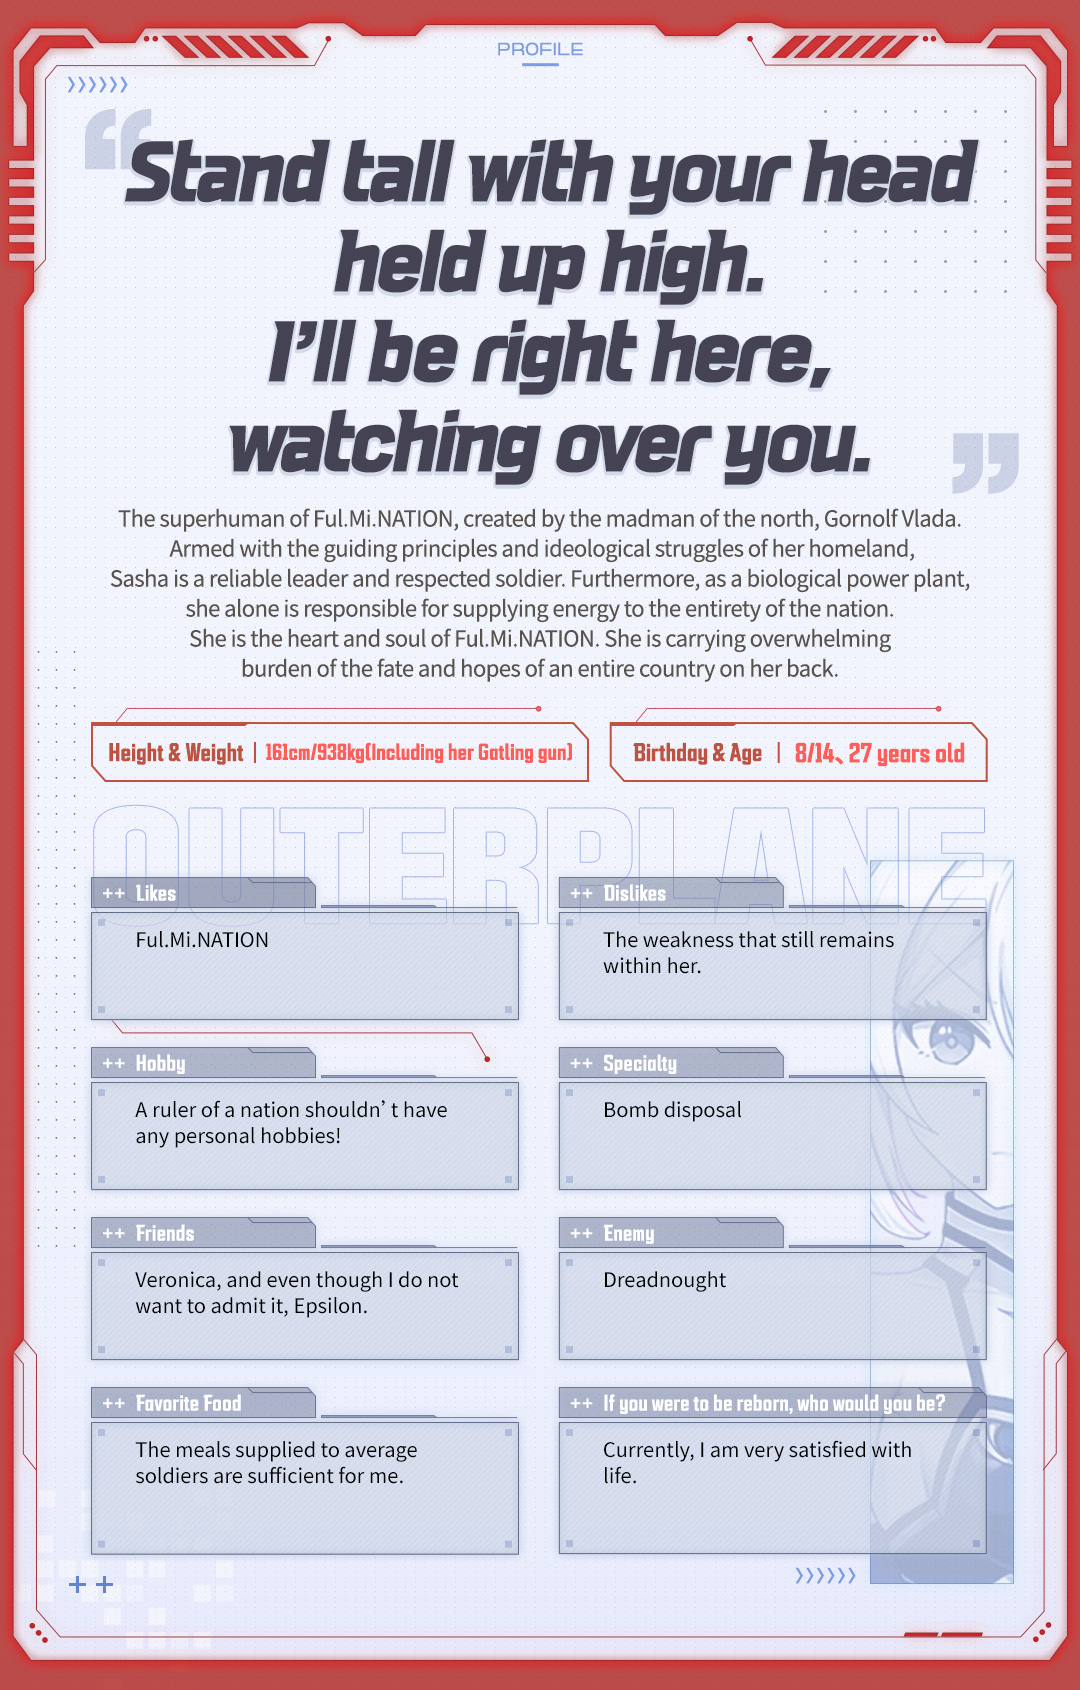 PROFILE
Stand tall with your head
held up high.
I’ll be right here,
watching over you.
The superhuman of Ful.Mi.NATION, created by the madman of the north, Gornolf Vlada.
Armed with the guiding principles and ideological struggles of her homeland,
Sasha is a reliable leader and respected soldier. Furthermore, as a biological power plant,
she alone is responsible for supplying energy to the entirety of the nation.
She is the heart and soul of Ful.Mi.NATION. She is carrying overwhelming
burden of the fate and hopes of an entire country on her back.
Height & Weight | 161cm/938kg(Including her Gatling gun)
Birthday & Age | 8/14、27 years old
OUTERPLANE
++ Likes
Ful.Mi.NATION
++ Dislikes
The weakness that still remains
within her.
++ Hobby
A ruler of a nation shouldn’t have
any personal hobbies!
++ Specialty
Bomb disposal
++ Friends
Veronica, and even though I do not
want to admit it, Epsilon.
++ Enemy
Dreadnought
++ Favorite Food
The meals supplied to average
soldiers are sufficient for me.
++ If you were to be reborn, who would you be?
Currently, I am very satisfied with
life.